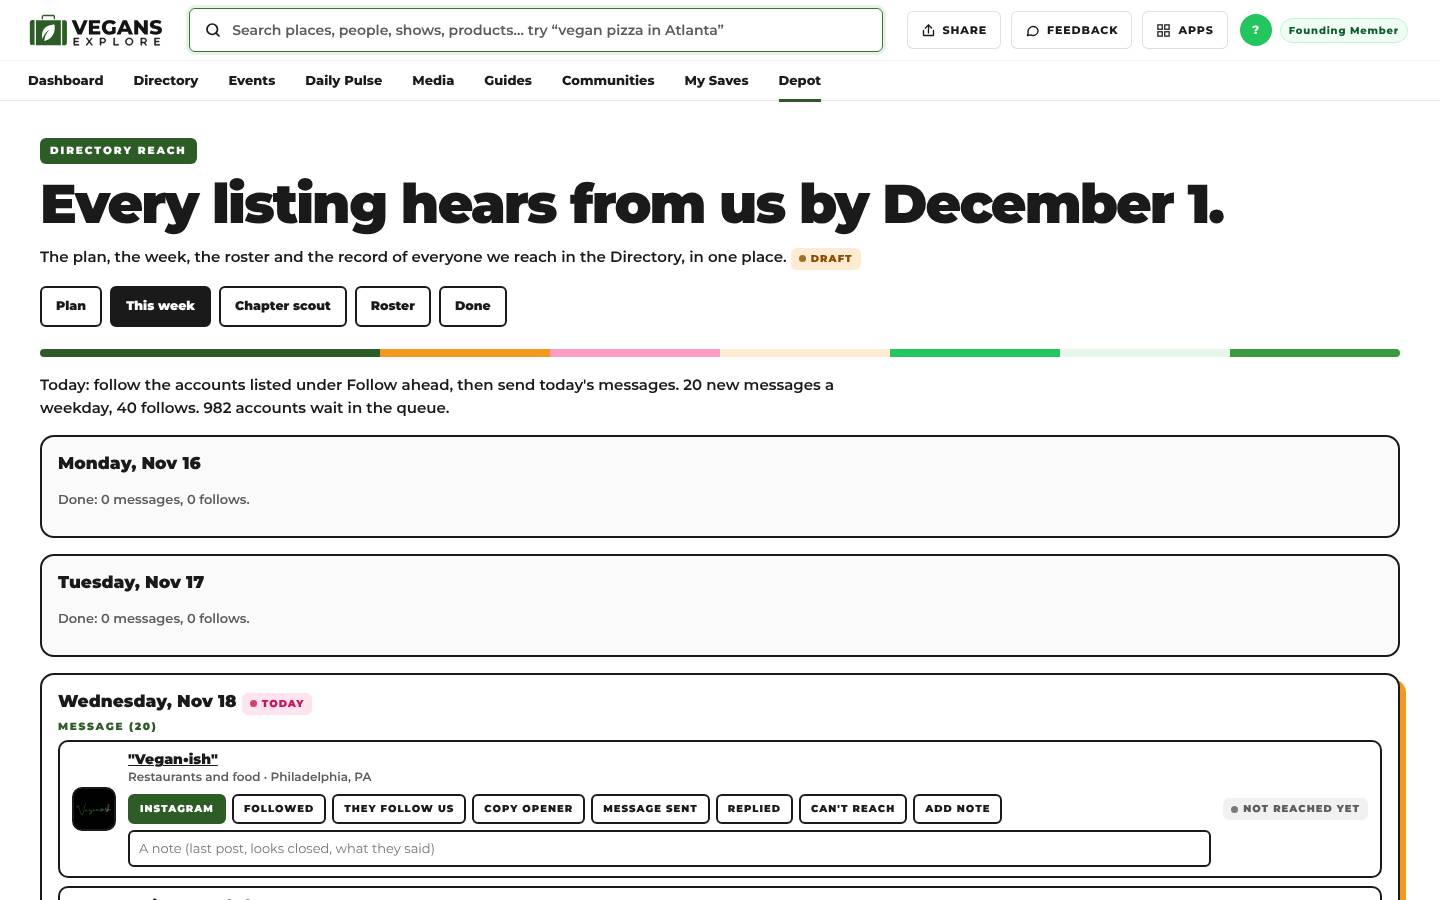 VEGANS
EXPLORE
Search places, people, shows, products... try “vegan pizza in Atlanta”
SHARE
FEEDBACK
APPS
?
Founding Member
Dashboard
Directory
Events
Daily Pulse
Media
Guides
Communities
My Saves
Depot
DIRECTORY REACH
Every listing hears from us by December 1.
The plan, the week, the roster and the record of everyone we reach in the Directory, in one place. DRAFT
Plan
This week
Chapter scout
Roster
Done
Today: follow the accounts listed under Follow ahead, then send today's messages. 20 new messages a
weekday, 40 follows. 982 accounts wait in the queue.
Monday, Nov 16
Done: 0 messages, 0 follows.
Tuesday, Nov 17
Done: 0 messages, 0 follows.
Wednesday, Nov 18 TODAY
MESSAGE (20)
"Vegan•ish"
Restaurants and food · Philadelphia, PA
INSTAGRAM
FOLLOWED
THEY FOLLOW US
COPY OPENER
MESSAGE SENT
REPLIED
CAN'T REACH
ADD NOTE
NOT REACHED YET
A note (last post, looks closed, what they said)